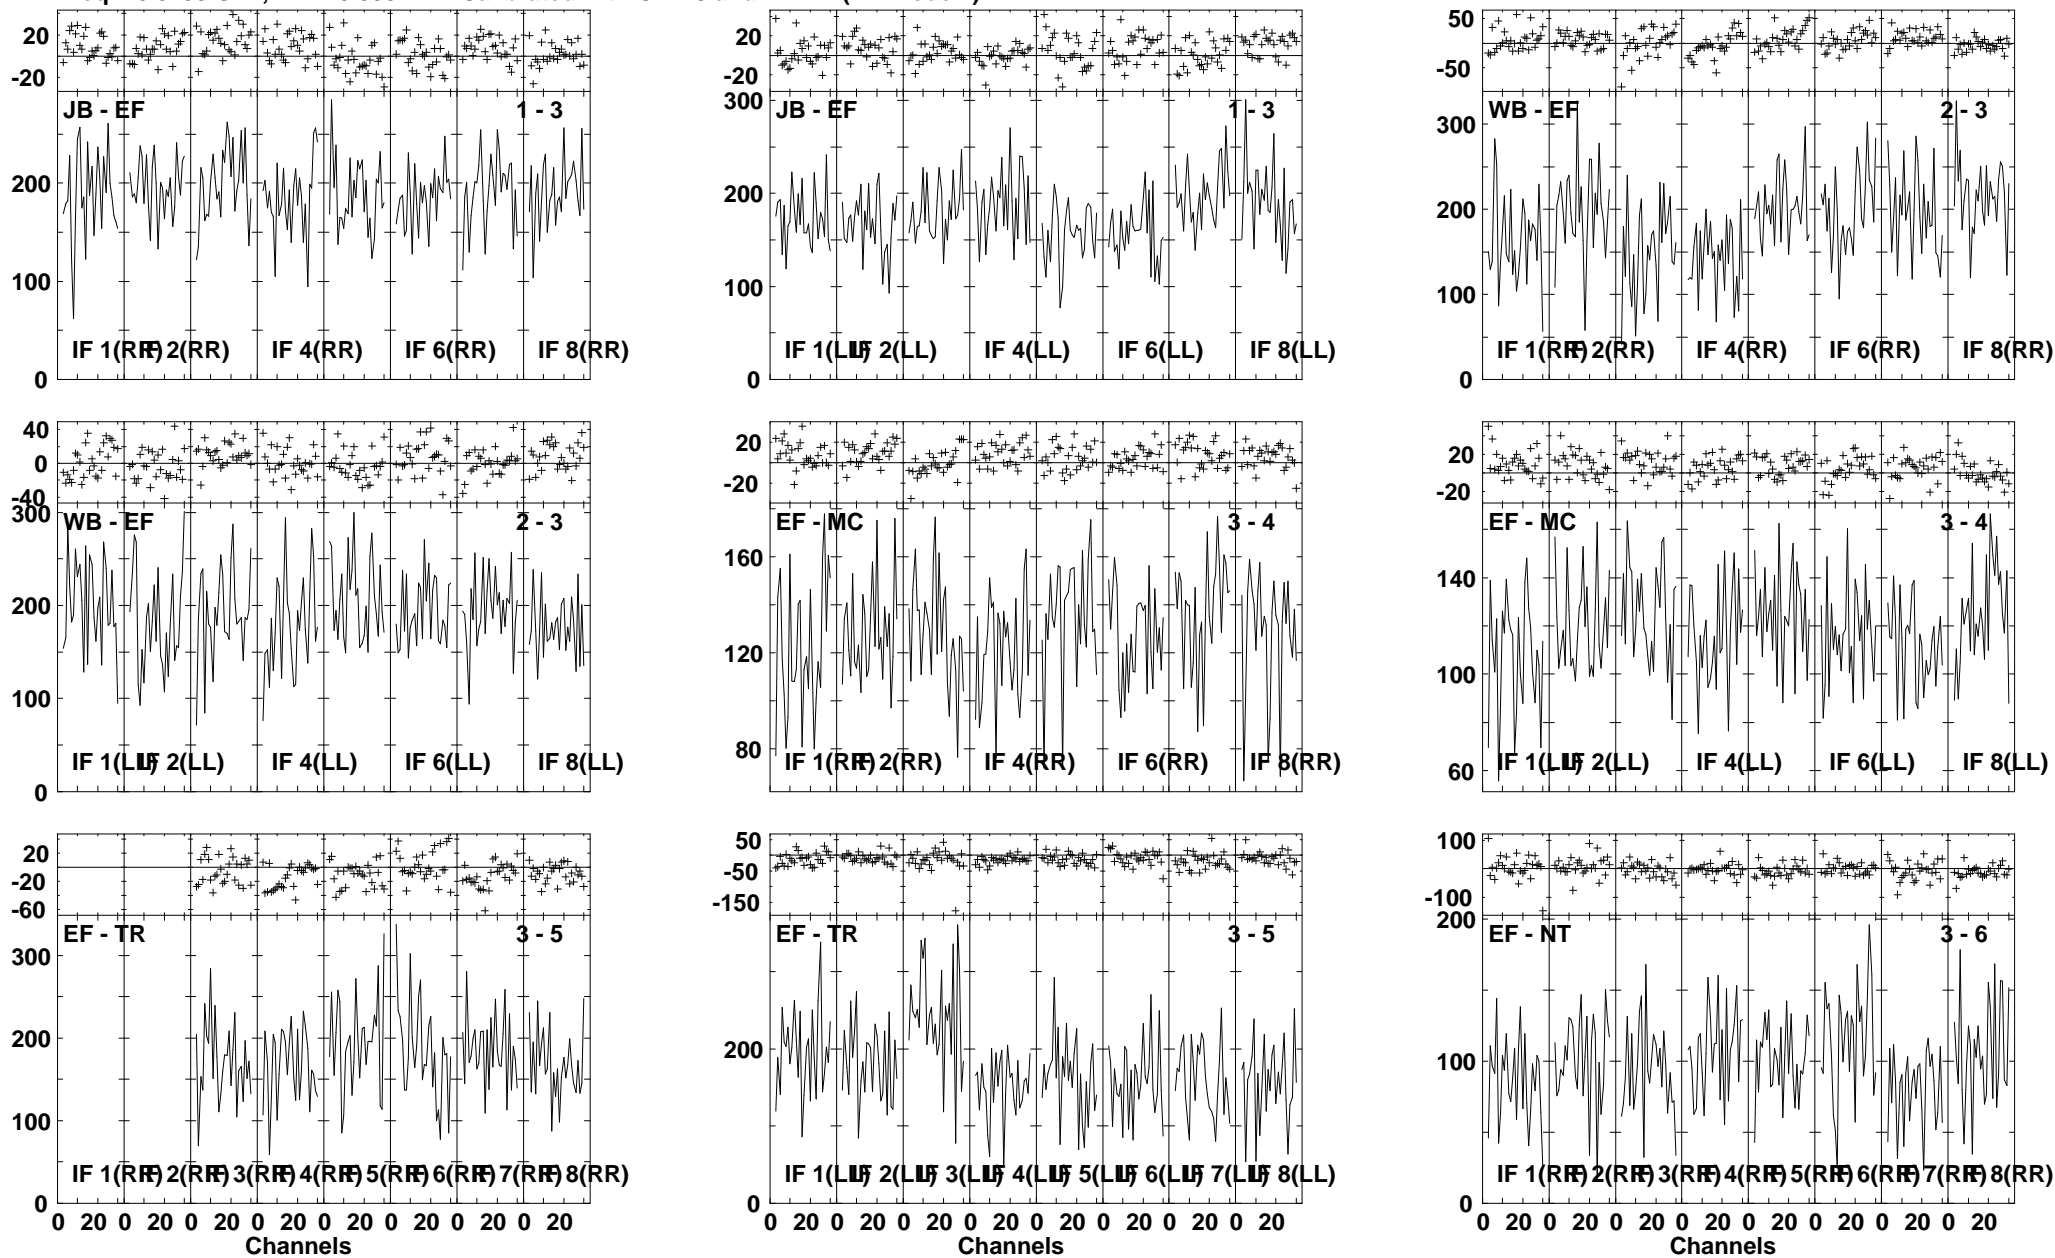 20
-20
JB - EF
1 - 3
200
100
0
IF 1(RR)
IF 2(RR)
IF 4(RR)
IF 6(RR)
IF 8(RR)
20
-20
300
JB - EF
1 - 3
200
100
0
IF 1(LL)
IF 2(LL)
IF 4(LL)
IF 6(LL)
IF 8(LL)
50
-50
WB - EF
2 - 3
300
200
100
0
IF 1(RR)
IF 2(RR)
IF 4(RR)
IF 6(RR)
IF 8(RR)
40
0
-40
300
WB - EF
2 - 3
200
100
0
IF 1(LL)
IF 2(LL)
IF 4(LL)
IF 6(LL)
IF 8(LL)
20
-20
EF - MC
3 - 4
160
120
80
IF 1(RR)
IF 2(RR)
IF 4(RR)
IF 6(RR)
IF 8(RR)
20
-20
EF - MC
3 - 4
140
100
60
IF 1(LL)
IF 2(LL)
IF 4(LL)
IF 6(LL)
IF 8(LL)
20
-20
-60
EF - TR
3 - 5
300
200
100
0
IF 1(RR)
IF 2(RR)
IF 3(RR)
IF 4(RR)
IF 5(RR)
IF 6(RR)
IF 7(RR)
IF 8(RR)
0 20 0 20 0 20 0 20 0 20 0 20 0 20 0 20
Channels
50
-50
-150
EF - TR
3 - 5
200
0
IF 1(LL)
IF 2(LL)
IF 3(LL)
IF 4(LL)
IF 5(LL)
IF 6(LL)
IF 7(LL)
IF 8(LL)
0 20 0 20 0 20 0 20 0 20 0 20 0 20 0 20
Channels
100
-100
200
EF - NT
3 - 6
100
0
IF 1(RR)
IF 2(RR)
IF 3(RR)
IF 4(RR)
IF 5(RR)
IF 6(RR)
IF 7(RR)
IF 8(RR)
0 20 0 20 0 20 0 20 0 20 0 20 0 20 0 20
Channels